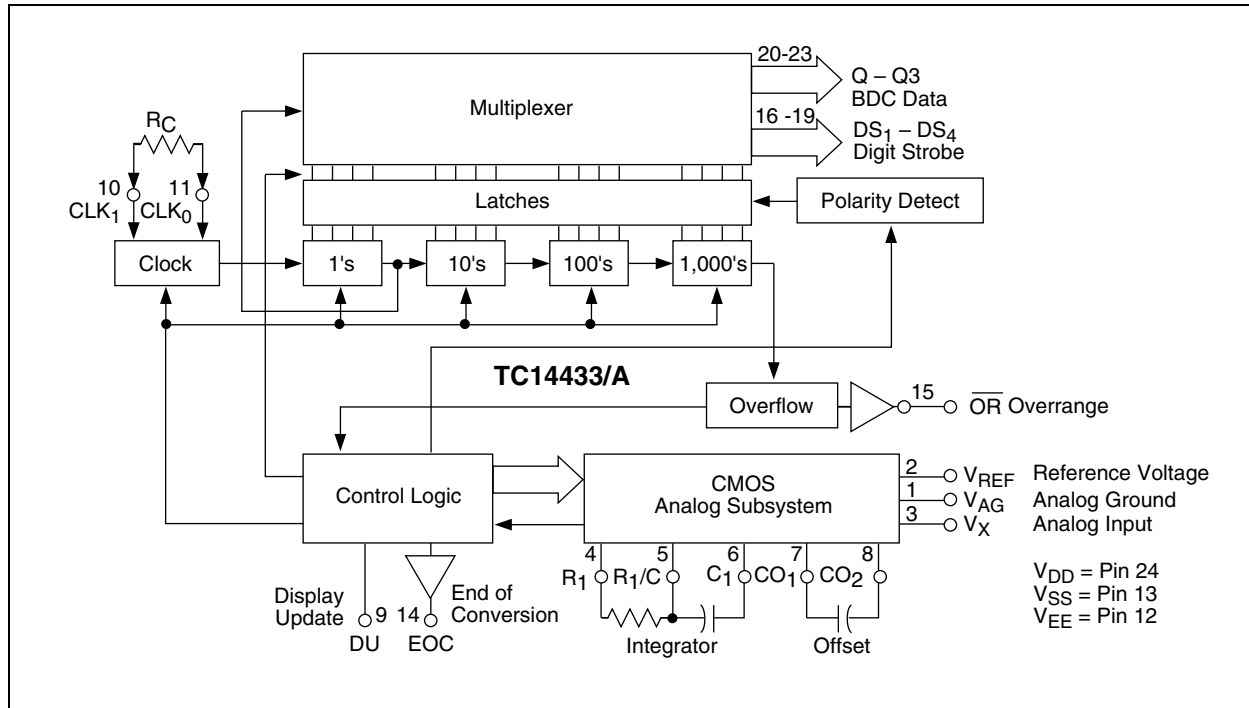 20-23
Multiplexer
Q – Q3
BDC Data
16 -19
DS1 – DS4
Digit Strobe
RC
10
11
CLK1
CLK0
Latches
Polarity Detect
Clock
1's
10's
100's
1,000's
TC14433/A
Overflow
15
OR Overrange
Control Logic
CMOS
Analog Subsystem
2
VREF
Reference Voltage
1
VAG
Analog Ground
3
VX
Analog Input
4
5
6
7
8
R1
R1/C
C1
CO1
CO2
Display
Update
9
DU
14
EOC
End of
Conversion
Integrator
Offset
VDD = Pin 24
VSS = Pin 13
VEE = Pin 12